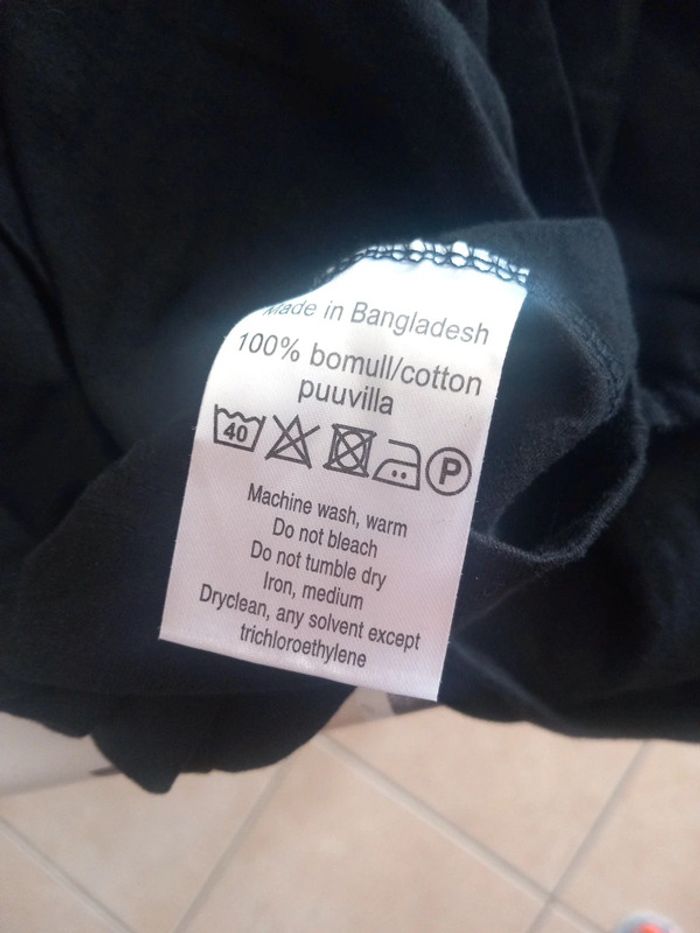 Made in Bangladesh
100% bomull/cotton
puuvilla
40 P
Machine wash, warm
Do not bleach
Do not tumble dry
Iron, medium
Dryclean, any solvent except
trichloroethylene